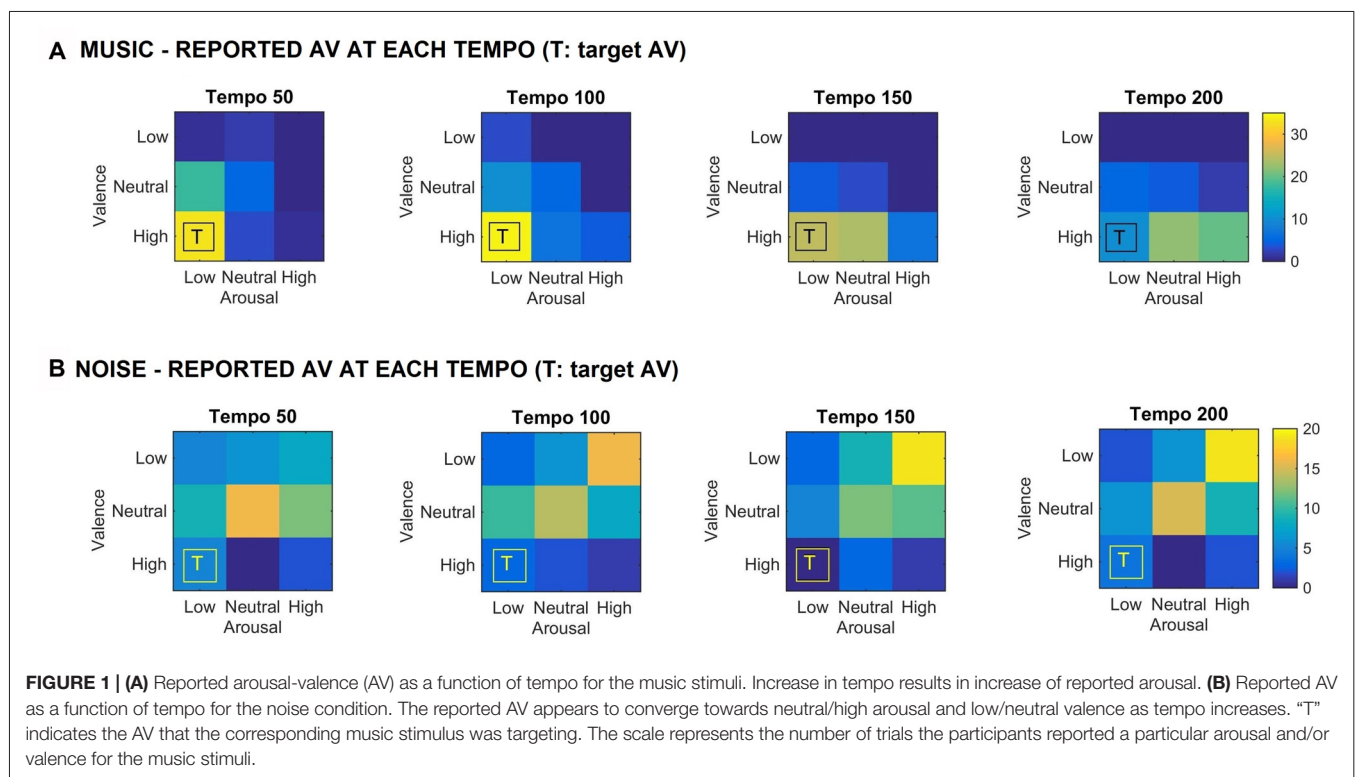 A MUSIC - REPORTED AV AT EACH TEMPO (T: target AV)
Tempo 50
Tempo 100
Tempo 150
Tempo 200
Low
Neutral
High
Valence
T
Low Neutral High
Arousal
Low
Neutral
High
Valence
T
Low Neutral High
Arousal
Low
Neutral
High
Valence
T
Low Neutral High
Arousal
Low
Neutral
High
Valence
T
Low Neutral High
Arousal
30
20
10
0
B NOISE - REPORTED AV AT EACH TEMPO (T: target AV)
Tempo 50
Tempo 100
Tempo 150
Tempo 200
Low
Neutral
High
Valence
T
Low Neutral High
Arousal
Low
Neutral
High
Valence
T
Low Neutral High
Arousal
Low
Neutral
High
Valence
T
Low Neutral High
Arousal
Low
Neutral
High
Valence
T
Low Neutral High
Arousal
20
15
10
5
0
FIGURE 1 | (A) Reported arousal-valence (AV) as a function of tempo for the music stimuli. Increase in tempo results in increase of reported arousal. (B) Reported AV
as a function of tempo for the noise condition. The reported AV appears to converge towards neutral/high arousal and low/neutral valence as tempo increases. “T”
indicates the AV that the corresponding music stimulus was targeting. The scale represents the number of trials the participants reported a particular arousal and/or
valence for the music stimuli.